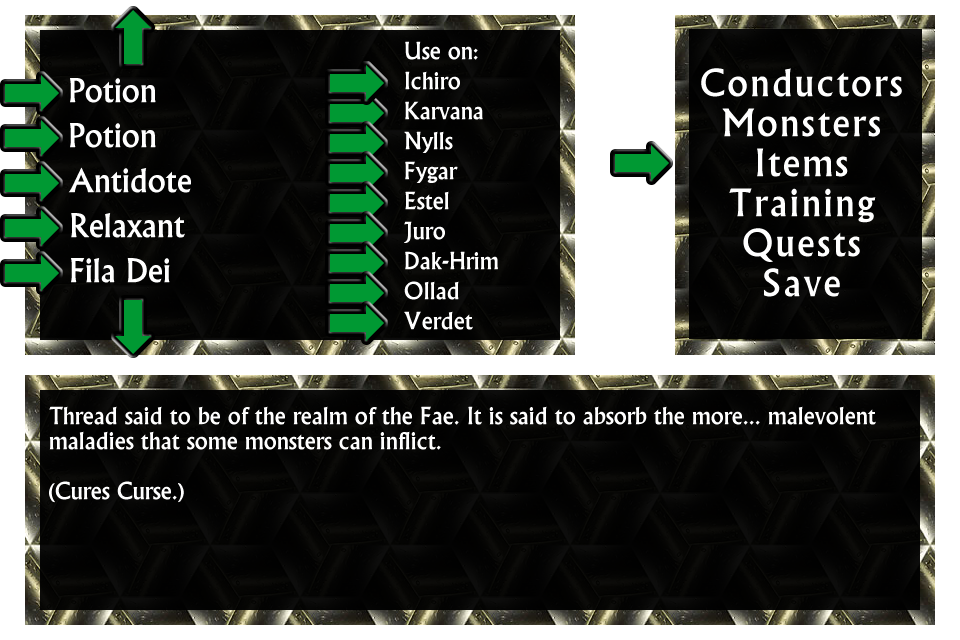 Potion
Potion
Antidote
Relaxant
Fila Dei
Use on:
Ichiro
Karvana
Nylls
Fygar
Estel
Juro
Dak-Hrim
Ollad
Verdet
Conductors
Monsters
Items
Training
Quests
Save
Thread said to be of the realm of the Fae. It is said to absorb the more... malevolent
maladies that some monsters can inflict.
(Cures Curse.)